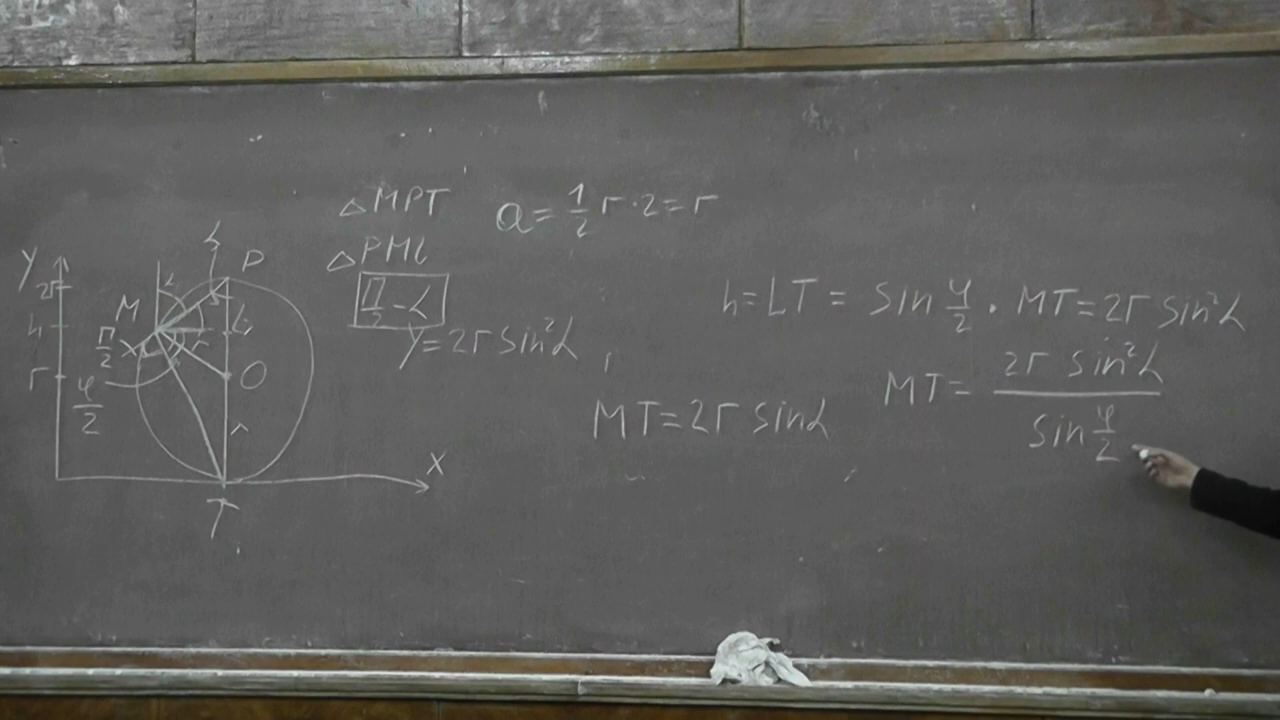 △MPT
a = 1/2 r · 2 = r
△PML
π/2 - α
y = 2r sin²α
h = LT = sin φ/2 · MT = 2r sin²α
MT = 2r sin²α / sin φ/2
MT = 2r sinα
y
2r
h
r
M
P
L
O
T
x
π/2
φ/2